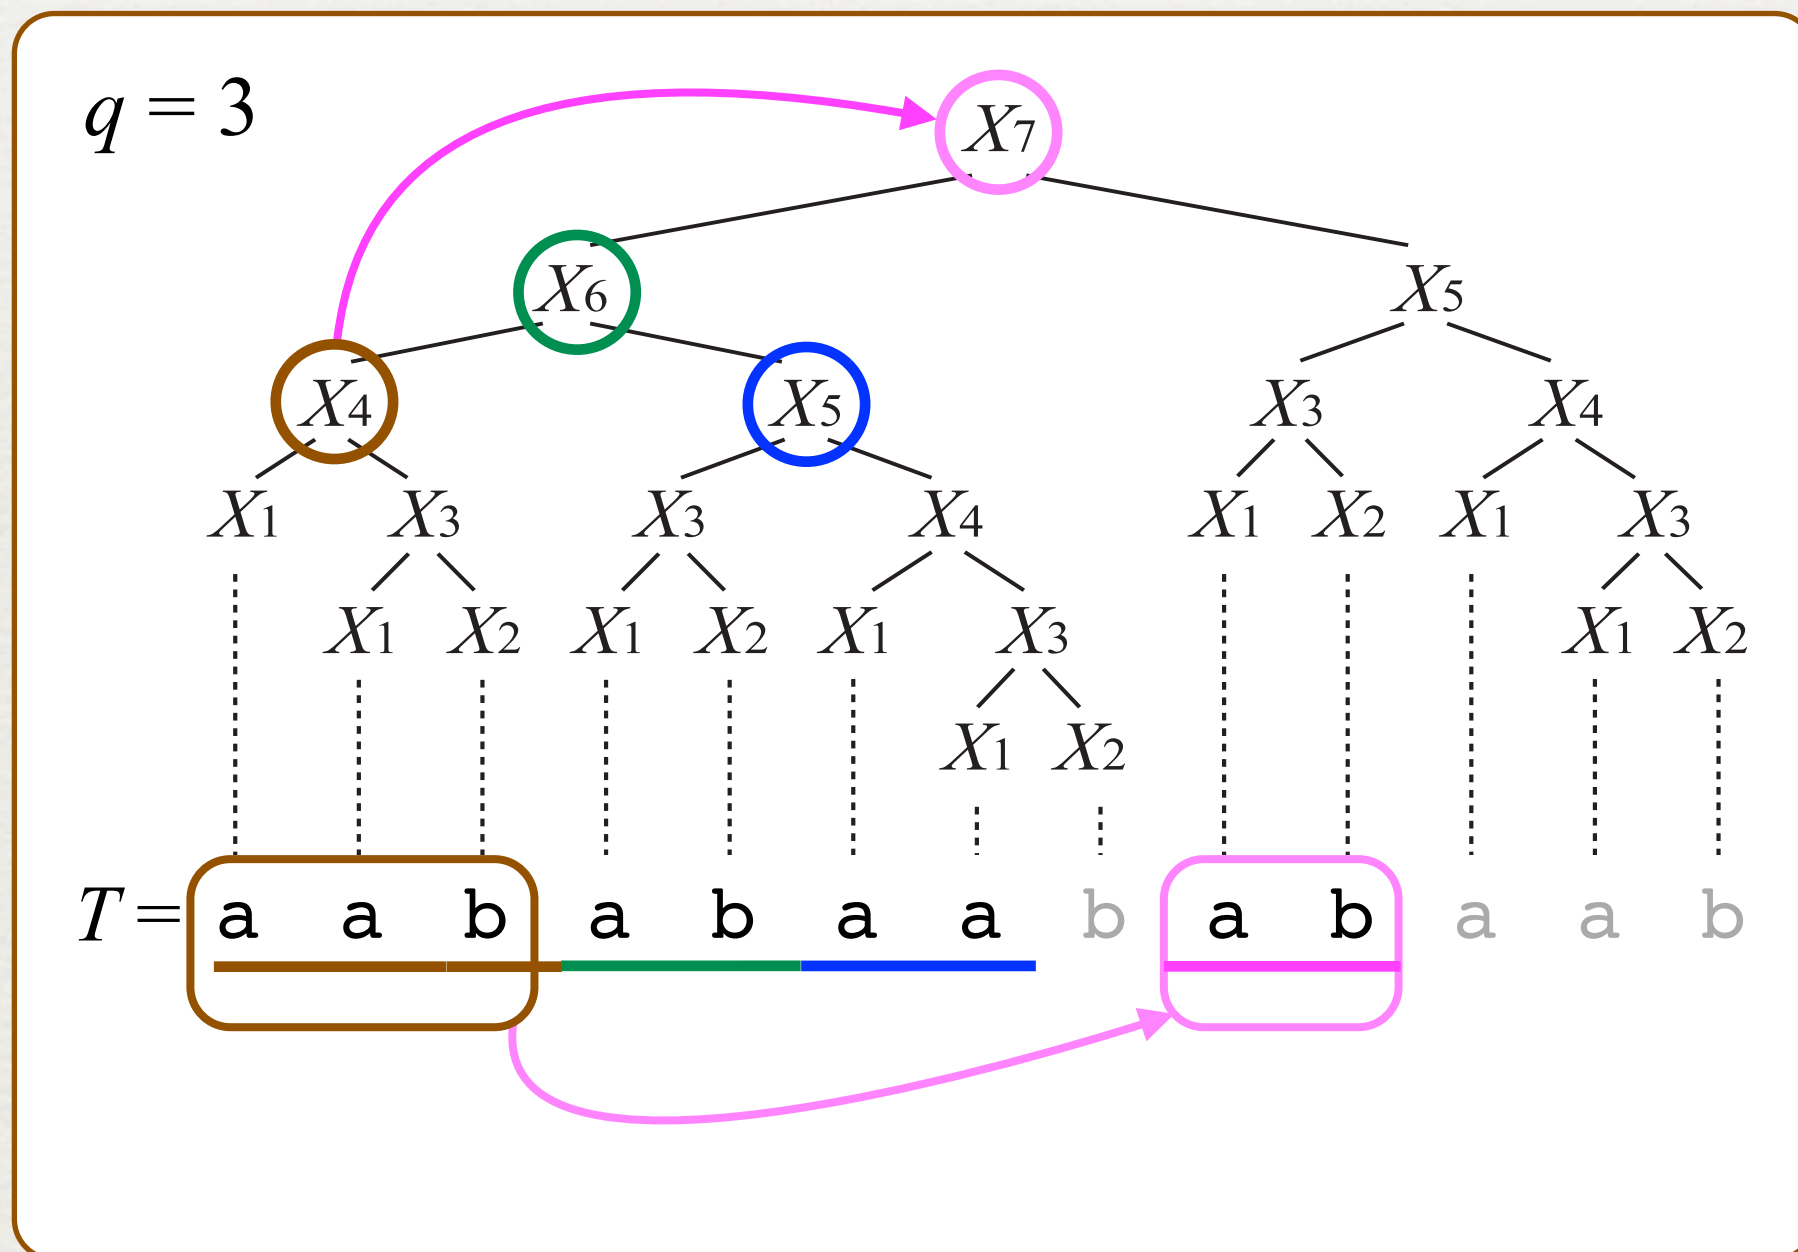 q = 3
X7
X6 X5
X4 X5 X3 X4
X1 X3 X3 X4 X1 X2 X1 X3
X1 X2 X1 X2 X1 X3 X1 X2
X1 X2
T = a a b a b a a b a b a a b